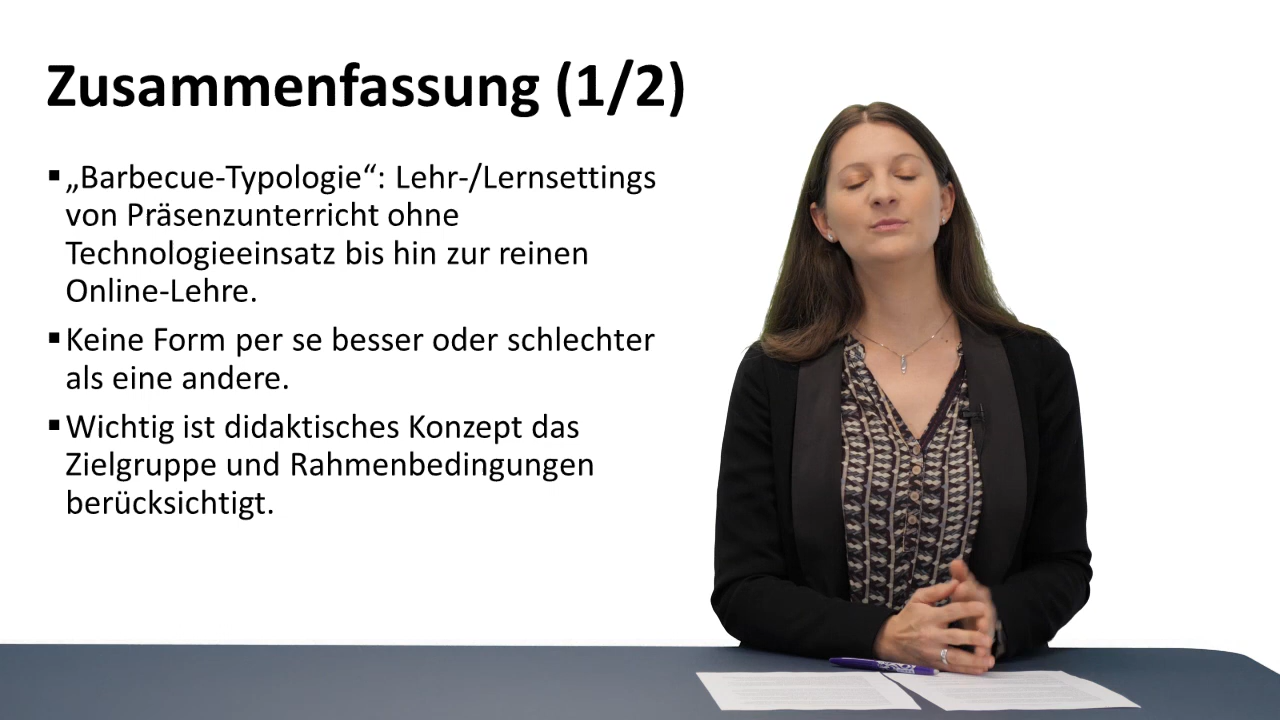 Zusammenfassung (1/2)
▪ „Barbecue-Typologie“: Lehr-/Lernsettings
von Präsenzunterricht ohne
Technologieeinsatz bis hin zur reinen
Online-Lehre.
▪ Keine Form per se besser oder schlechter
als eine andere.
▪ Wichtig ist didaktisches Konzept das
Zielgruppe und Rahmenbedingungen
berücksichtigt.